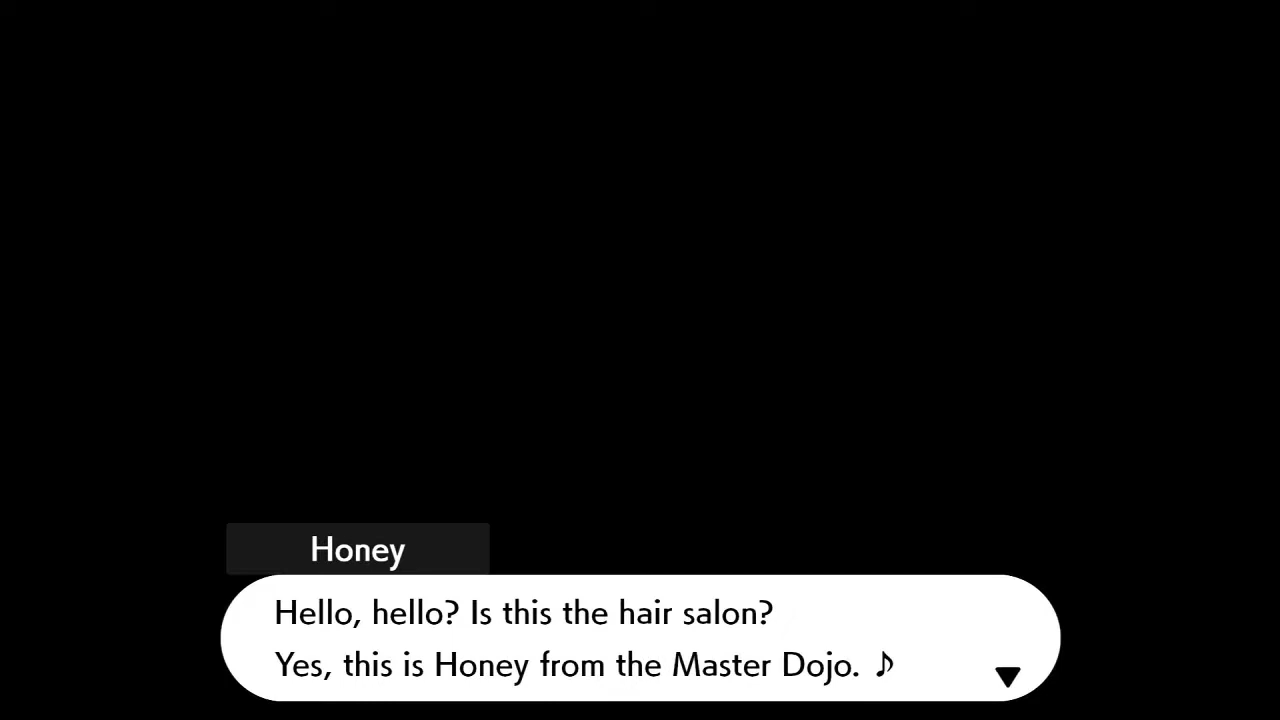 Honey
Hello, hello? Is this the hair salon?
Yes, this is Honey from the Master Dojo. ♪